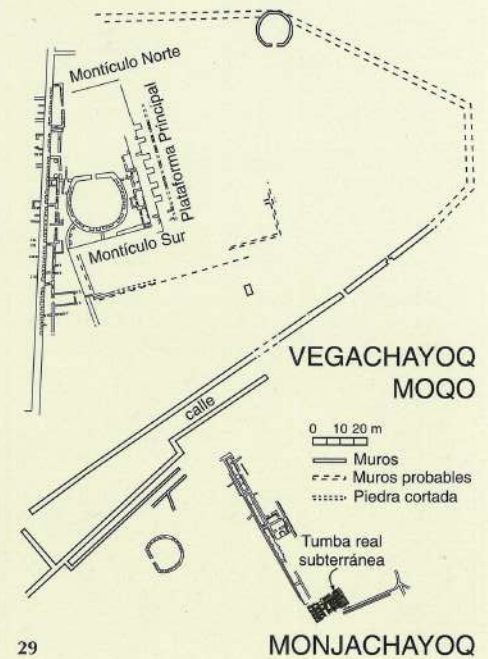 Montículo Norte
Plataforma Principal
Montículo Sur
VEGACHAYOQ
MOQO
calle
0 10 20 m
Muros
Muros probables
Piedra cortada
Tumba real
subterránea
29
MONJACHAYOQ